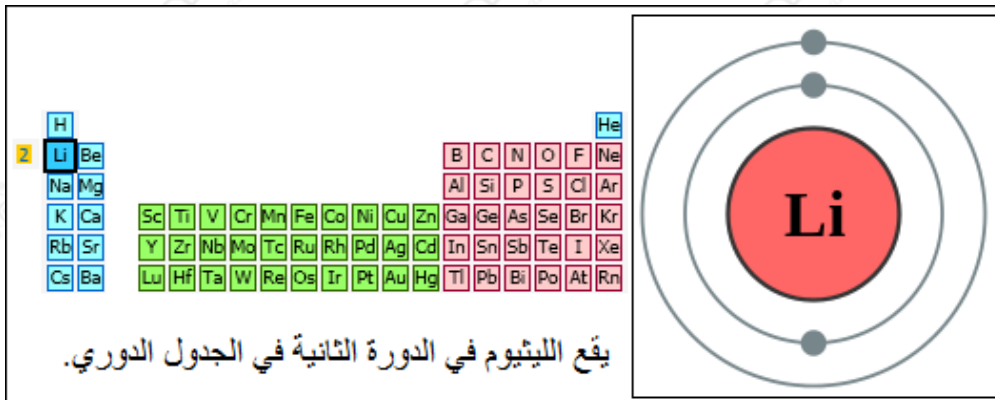 H He
2 Li Be B C N O F Ne
Na Mg Al Si P S Cl Ar
K Ca Sc Ti V Cr Mn Fe Co Ni Cu Zn Ga Ge As Se Br Kr
Rb Sr Y Zr Nb Mo Tc Ru Rh Pd Ag Cd In Sn Sb Te I Xe
Cs Ba Lu Hf Ta W Re Os Ir Pt Au Hg Tl Pb Bi Po At Rn
يقع الليثيوم في الدورة الثانية في الجدول الدوري.
Li